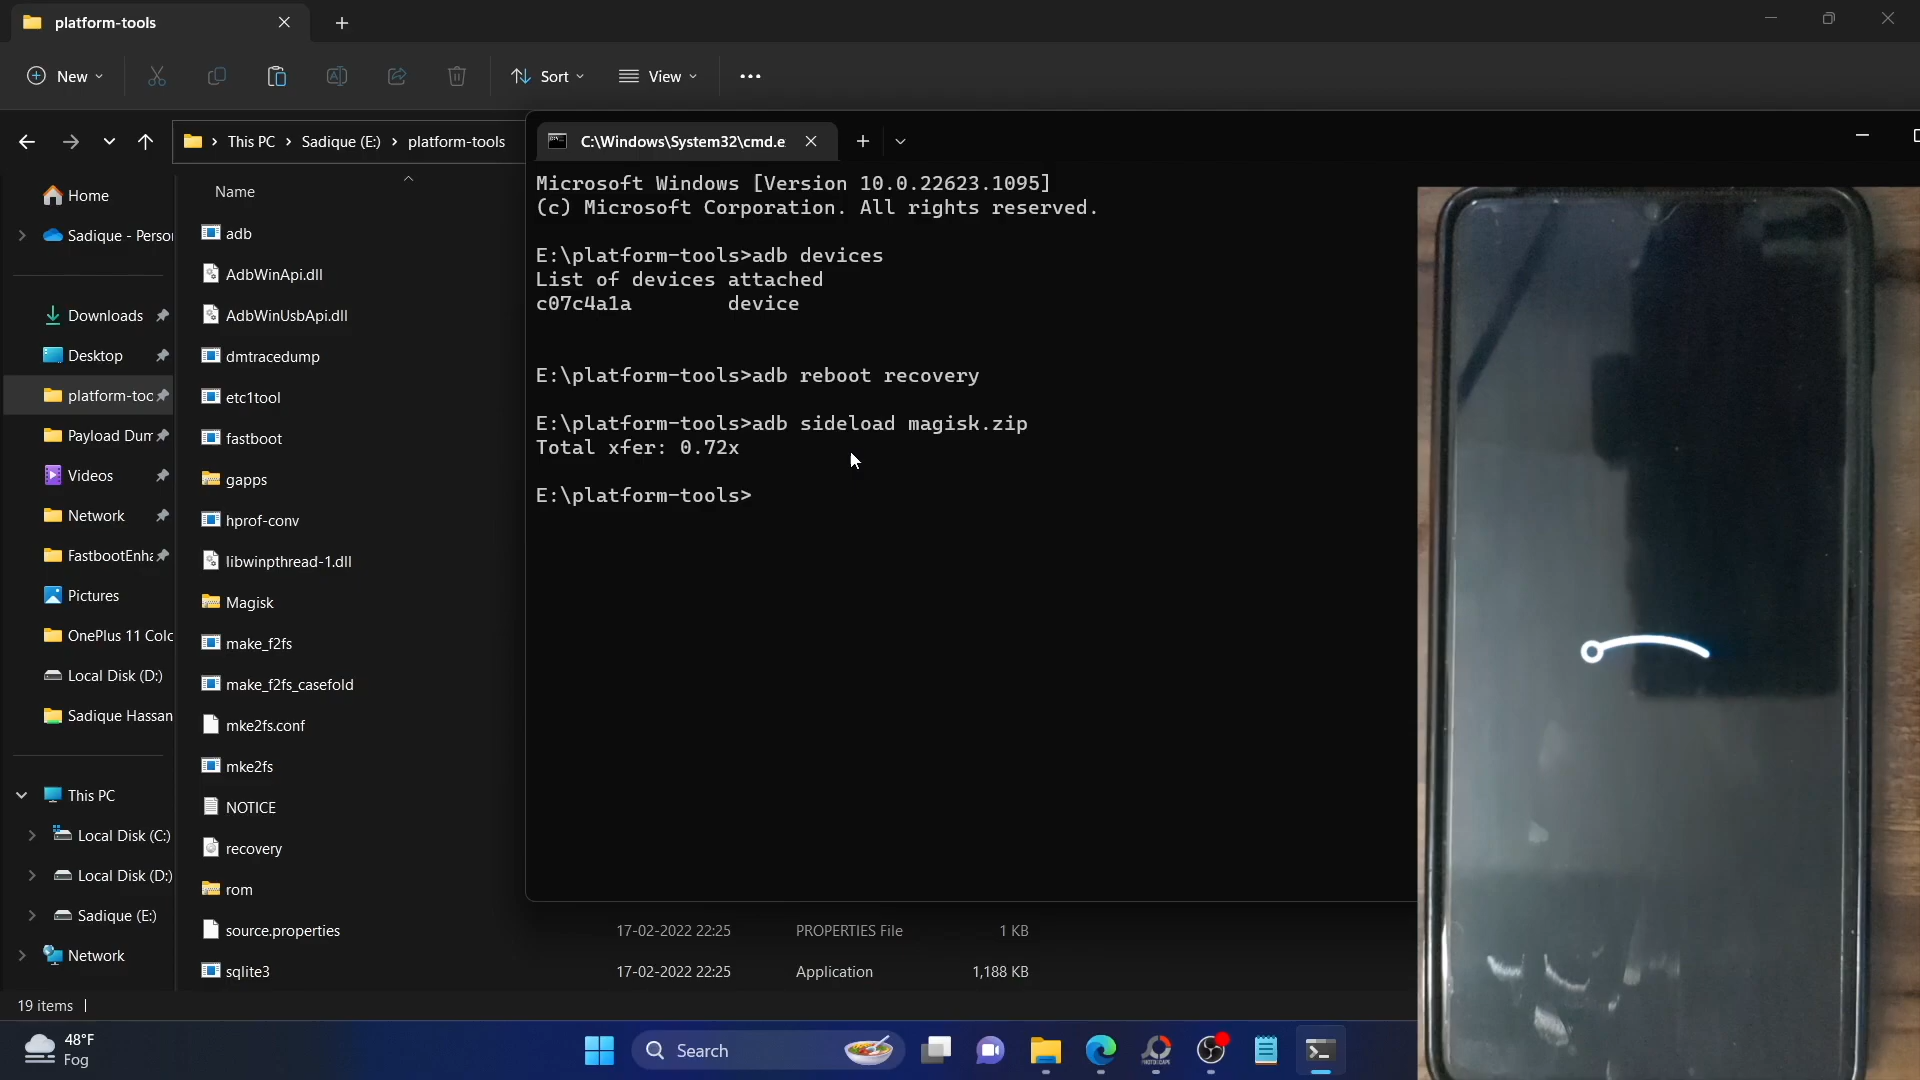 platform-tools
New
Sort
View
This PC
Sadique (E:)
platform-tools
C:\Windows\System32\cmd.e
Home
Sadique - Perso
Downloads
Desktop
platform-too
Payload Dum
Videos
Network
FastbootEnha
Pictures
OnePlus 11 Colo
Local Disk (D:)
Sadique Hassan
This PC
Local Disk (C:)
Local Disk (D:)
Sadique (E:)
Network
Name
adb
AdbWinApi.dll
AdbWinUsbApi.dll
dmtracedump
etc1tool
fastboot
gapps
hprof-conv
libwinpthread-1.dll
Magisk
make_f2fs
make_f2fs_casefold
mke2fs.conf
mke2fs
NOTICE
recovery
rom
source.properties 17-02-2022 22:25 PROPERTIES File 1 KB
sqlite3 17-02-2022 22:25 Application 1,188 KB
Microsoft Windows [Version 10.0.22623.1095]
(c) Microsoft Corporation. All rights reserved.
E:\platform-tools>adb devices
List of devices attached
c07c4a1a device
E:\platform-tools>adb reboot recovery
E:\platform-tools>adb sideload magisk.zip
Total xfer: 0.72x
E:\platform-tools>
19 items
48°F
Fog
Search